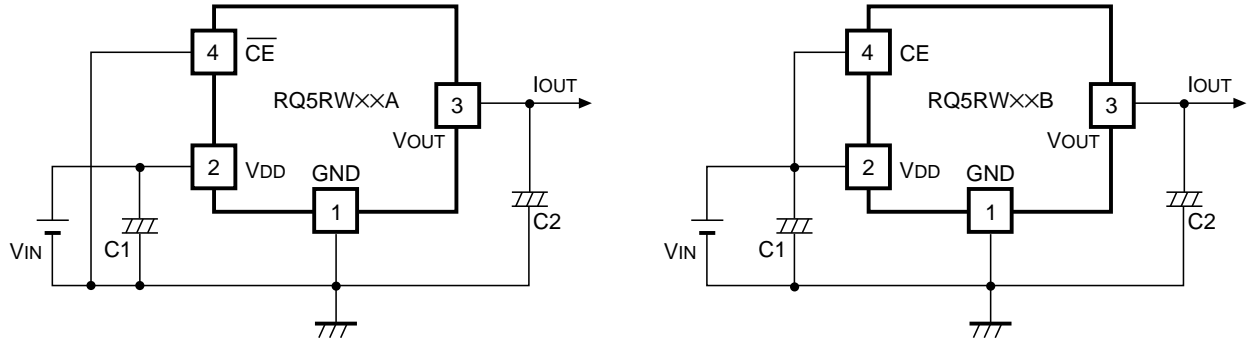 4 C̅E̅
RQ5RW××A
3
IOUT
VOUT
2 VDD
GND
1
VIN
C1
C2
4 CE
RQ5RW××B
3
IOUT
VOUT
2 VDD
GND
1
VIN
C1
C2